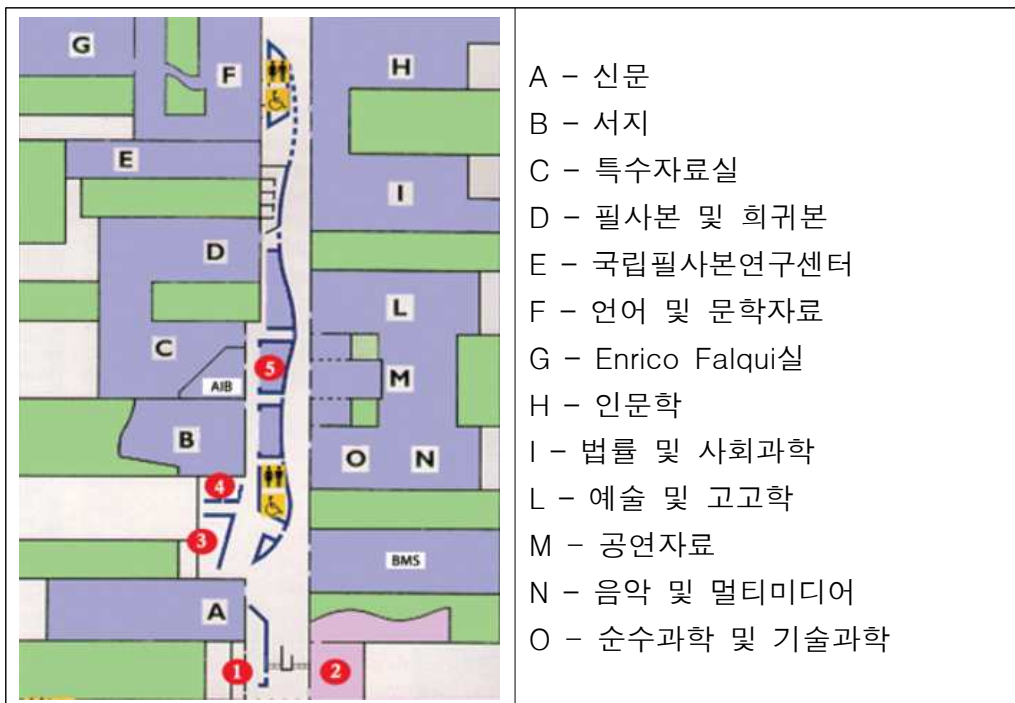 G
F
H
E
I
D
L
C
5
M
AIB
B
O
N
4
3
BMS
A
1
2
A - 신문
B - 서지
C - 특수자료실
D - 필사본 및 희귀본
E - 국립필사본연구센터
F - 언어 및 문학자료
G - Enrico Falqui실
H - 인문학
I - 법률 및 사회과학
L - 예술 및 고고학
M - 공연자료
N - 음악 및 멀티미디어
O - 순수과학 및 기술과학